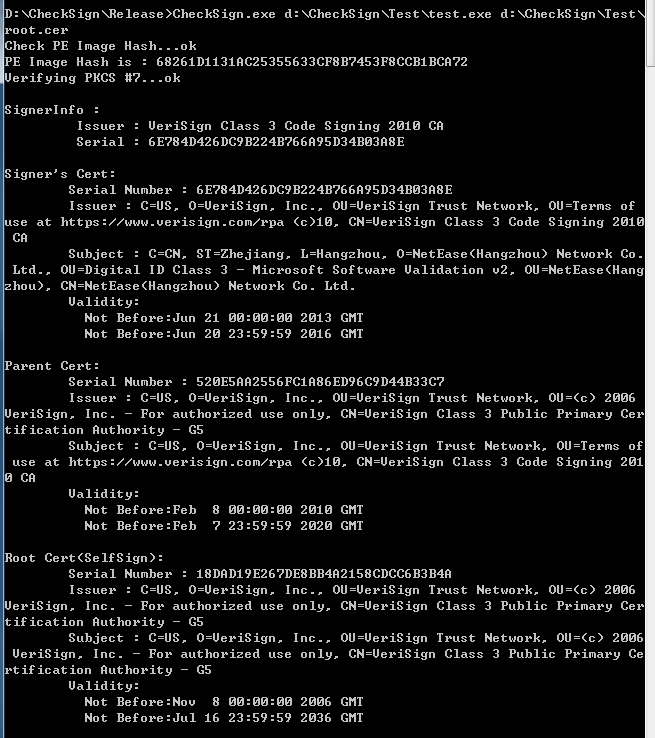 D:\CheckSign\Release>CheckSign.exe d:\CheckSign\Test\test.exe d:\CheckSign\Test\
root.cer
Check PE Image Hash...ok
PE Image Hash is : 68261D1131AC25355633CF8B7453F8CCB1BCA72
Verifying PKCS #7...ok
SignerInfo :
Issuer : VeriSign Class 3 Code Signing 2010 CA
Serial : 6E784D426DC9B224B766A95D34B03A8E
Signer's Cert:
Serial Number : 6E784D426DC9B224B766A95D34B03A8E
Issuer : C=US, O=VeriSign, Inc., OU=VeriSign Trust Network, OU=Terms of
use at https://www.verisign.com/rpa (c)10, CN=VeriSign Class 3 Code Signing 2010
CA
Subject : C=CN, ST=Zhejiang, L=Hangzhou, O=NetEase(Hangzhou) Network Co.
Ltd., OU=Digital ID Class 3 - Microsoft Software Validation v2, OU=NetEase(Hang
zhou), CN=NetEase(Hangzhou) Network Co. Ltd.
Validity:
Not Before:Jun 21 00:00:00 2013 GMT
Not Before:Jun 20 23:59:59 2016 GMT
Parent Cert:
Serial Number : 520E5AA2556FC1A86ED96C9D44B33C7
Issuer : C=US, O=VeriSign, Inc., OU=VeriSign Trust Network, OU=(c) 2006
VeriSign, Inc. - For authorized use only, CN=VeriSign Class 3 Public Primary Cer
tification Authority - G5
Subject : C=US, O=VeriSign, Inc., OU=VeriSign Trust Network, OU=Terms of
use at https://www.verisign.com/rpa (c)10, CN=VeriSign Class 3 Code Signing 201
0 CA
Validity:
Not Before:Feb  8 00:00:00 2010 GMT
Not Before:Feb  7 23:59:59 2020 GMT
Root Cert(SelfSign):
Serial Number : 18DAD19E267DE8BB4A2158CDCC6B3B4A
Issuer : C=US, O=VeriSign, Inc., OU=VeriSign Trust Network, OU=(c) 2006
VeriSign, Inc. - For authorized use only, CN=VeriSign Class 3 Public Primary Cer
tification Authority - G5
Subject : C=US, O=VeriSign, Inc., OU=VeriSign Trust Network, OU=(c) 2006
VeriSign, Inc. - For authorized use only, CN=VeriSign Class 3 Public Primary Ce
rtification Authority - G5
Validity:
Not Before:Nov  8 00:00:00 2006 GMT
Not Before:Jul 16 23:59:59 2036 GMT